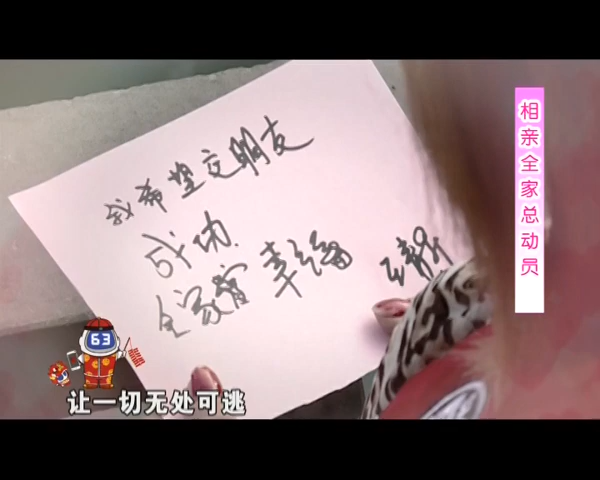 我希望交朋友
成功.
全家 幸福
相亲全家总动员
63
让一切无处可逃